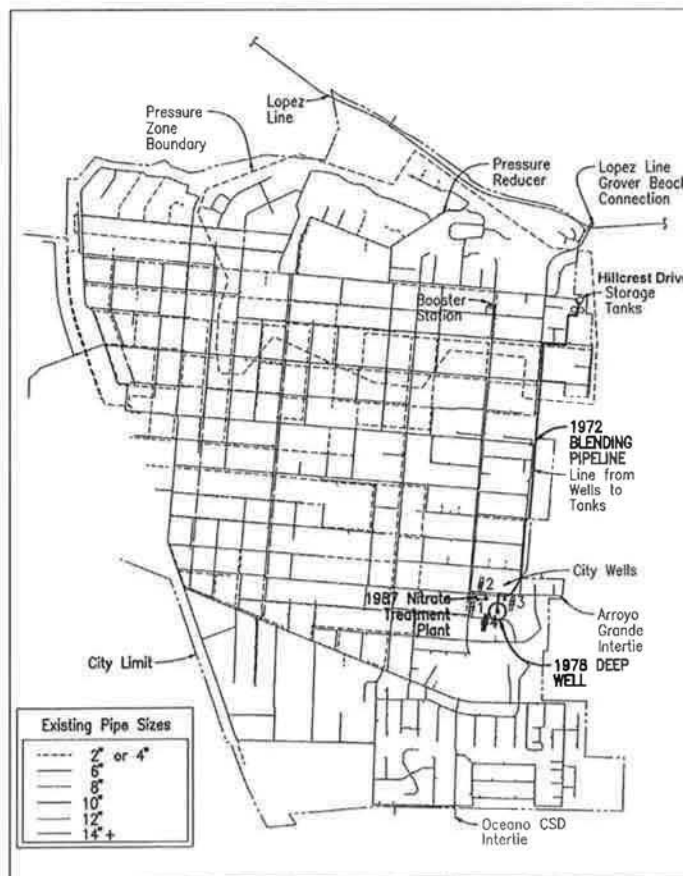 Lopez
Line
Pressure
Zone
Boundary
Pressure
Reducer
Lopez Line
Grover Beach
Connection
Hillcrest Drive
Storage
Tanks
Booster
Station
1972
BLENDING
PIPELINE
Line from
Wells to
Tanks
City Wells
2
1987 Nitrate
1
3
Treatment
Plant
4
Arroyo
Grande
Intertie
1978 DEEP
WELL
City Limit
Existing Pipe Sizes
2" or 4"
6"
8"
10"
12"
14"+
Oceano CSD
Intertie